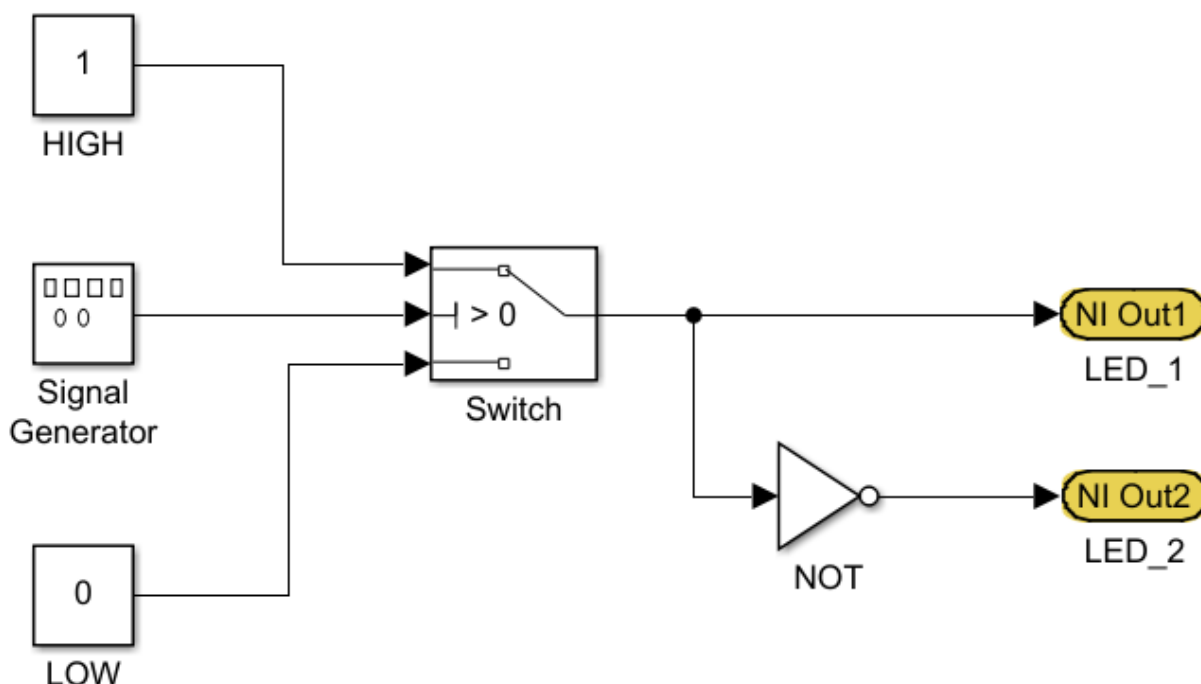 1
HIGH
Signal
Generator
> 0
Switch
0
LOW
NOT
NI Out1
LED_1
NI Out2
LED_2